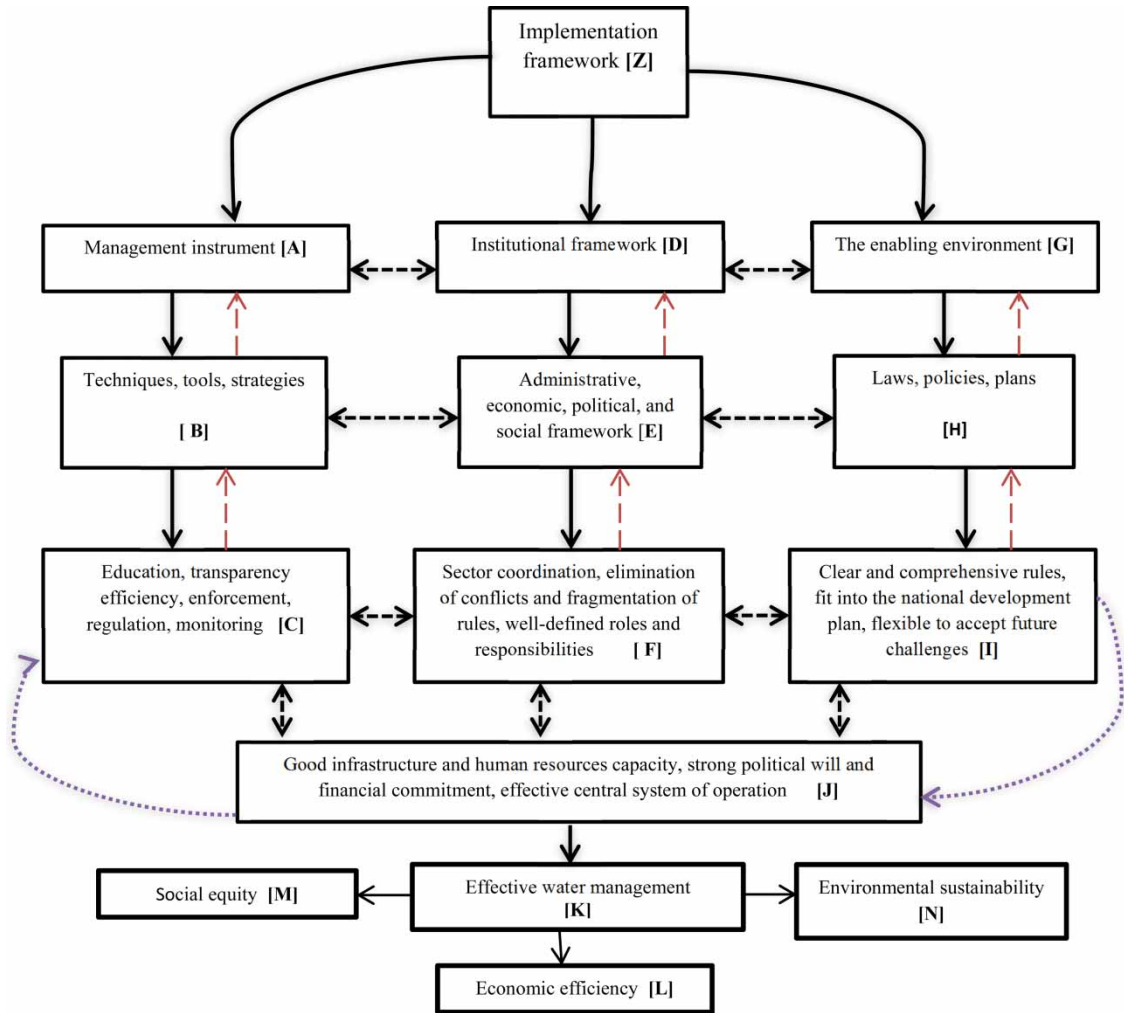 Implementation
framework [Z]
Management instrument [A]
Institutional framework [D]
The enabling environment [G]
Techniques, tools, strategies
[ B]
Administrative,
economic, political, and
social framework [E]
Laws, policies, plans
[H]
Education, transparency
efficiency, enforcement,
regulation, monitoring [C]
Sector coordination, elimination
of conflicts and fragmentation of
rules, well-defined roles and
responsibilities [ F]
Clear and comprehensive rules,
fit into the national development
plan, flexible to accept future
challenges [I]
Good infrastructure and human resources capacity, strong political will and
financial commitment, effective central system of operation [J]
Social equity [M]
Effective water management
[K]
Environmental sustainability
[N]
Economic efficiency [L]